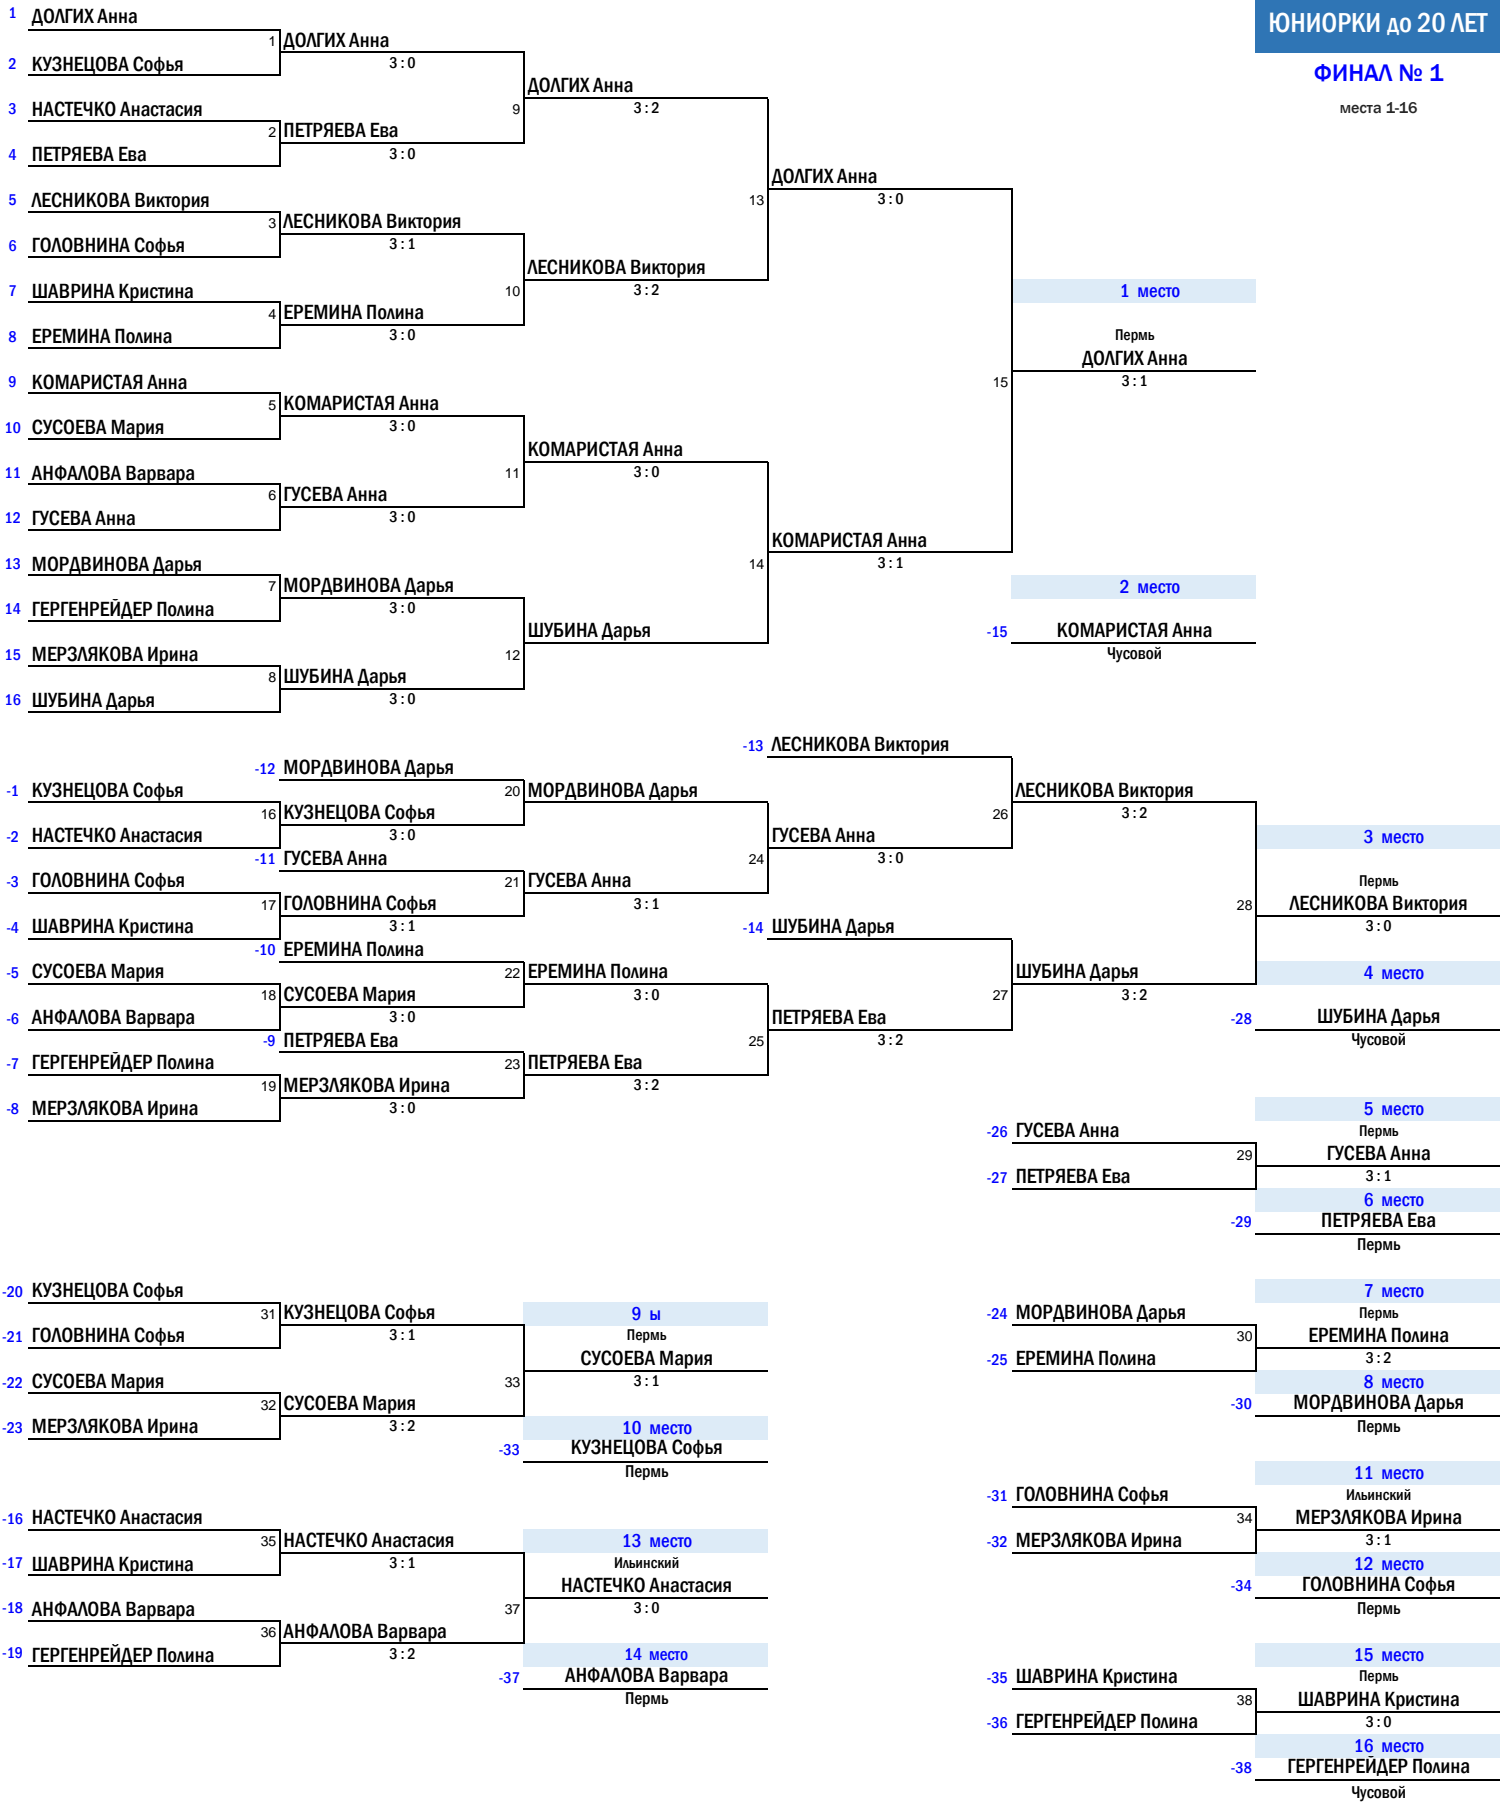 ЮНИОРКИ до 20 ЛЕТ
ФИНАЛ № 1
места 1-16
1 ДОЛГИХ Анна
1 ДОЛГИХ Анна
2 КУЗНЕЦОВА Софья
3:0
ДОЛГИХ Анна
3 НАСТЕЧКО Анастасия
9
3:2
2 ПЕТРЯЕВА Ева
4 ПЕТРЯЕВА Ева
3:0
ДОЛГИХ Анна
5 ЛЕСНИКОВА Виктория
13
3:0
3 ЛЕСНИКОВА Виктория
6 ГОЛОВНИНА Софья
3:1
ЛЕСНИКОВА Виктория
7 ШАВРИНА Кристина
10
3:2
1 место
4 ЕРЕМИНА Полина
8 ЕРЕМИНА Полина
3:0
Пермь
ДОЛГИХ Анна
9 КОМАРИСТАЯ Анна
15
3:1
5 КОМАРИСТАЯ Анна
10 СУСОЕВА Мария
3:0
КОМАРИСТАЯ Анна
11 АНФАЛОВА Варвара
11
3:0
6 ГУСЕВА Анна
12 ГУСЕВА Анна
3:0
КОМАРИСТАЯ Анна
13 МОРДВИНОВА Дарья
14
3:1
7 МОРДВИНОВА Дарья
2 место
14 ГЕРГЕНРЕЙДЕР Полина
3:0
ШУБИНА Дарья
-15 КОМАРИСТАЯ Анна
15 МЕРЗЛЯКОВА Ирина
12
Чусовой
8 ШУБИНА Дарья
16 ШУБИНА Дарья
3:0
-13 ЛЕСНИКОВА Виктория
-12 МОРДВИНОВА Дарья
-1 КУЗНЕЦОВА Софья
20 МОРДВИНОВА Дарья
ЛЕСНИКОВА Виктория
16 КУЗНЕЦОВА Софья
26
3:2
-2 НАСТЕЧКО Анастасия
3:0
ГУСЕВА Анна
3 место
-11 ГУСЕВА Анна
24
3:0
-3 ГОЛОВНИНА Софья
21 ГУСЕВА Анна
Пермь
17 ГОЛОВНИНА Софья
3:1
28
ЛЕСНИКОВА Виктория
-4 ШАВРИНА Кристина
3:1
-14 ШУБИНА Дарья
3:0
-10 ЕРЕМИНА Полина
-5 СУСОЕВА Мария
22 ЕРЕМИНА Полина
ШУБИНА Дарья
4 место
18 СУСОЕВА Мария
3:0
27
3:2
-6 АНФАЛОВА Варвара
3:0
ПЕТРЯЕВА Ева
-28 ШУБИНА Дарья
-9 ПЕТРЯЕВА Ева
25
3:2
Чусовой
-7 ГЕРГЕНРЕЙДЕР Полина
23 ПЕТРЯЕВА Ева
19 МЕРЗЛЯКОВА Ирина
3:2
-8 МЕРЗЛЯКОВА Ирина
3:0
5 место
-26 ГУСЕВА Анна
Пермь
29
ГУСЕВА Анна
-27 ПЕТРЯЕВА Ева
3:1
6 место
-29 ПЕТРЯЕВА Ева
Пермь
-20 КУЗНЕЦОВА Софья
7 место
31 КУЗНЕЦОВА Софья
9 ы
-24 МОРДВИНОВА Дарья
Пермь
-21 ГОЛОВНИНА Софья
3:1
Пермь
30
ЕРЕМИНА Полина
СУСОЕВА Мария
-25 ЕРЕМИНА Полина
3:2
-22 СУСОЕВА Мария
33
3:1
8 место
32 СУСОЕВА Мария
-30 МОРДВИНОВА Дарья
-23 МЕРЗЛЯКОВА Ирина
3:2
10 место
Пермь
-33 КУЗНЕЦОВА Софья
Пермь
11 место
-31 ГОЛОВНИНА Софья
Ильинский
-16 НАСТЕЧКО Анастасия
34
МЕРЗЛЯКОВА Ирина
35 НАСТЕЧКО Анастасия
13 место
-32 МЕРЗЛЯКОВА Ирина
3:1
-17 ШАВРИНА Кристина
3:1
Ильинский
12 место
НАСТЕЧКО Анастасия
-34 ГОЛОВНИНА Софья
-18 АНФАЛОВА Варвара
37
3:0
Пермь
36 АНФАЛОВА Варвара
-19 ГЕРГЕНРЕЙДЕР Полина
3:2
14 место
15 место
-37 АНФАЛОВА Варвара
-35 ШАВРИНА Кристина
Пермь
Пермь
38
ШАВРИНА Кристина
-36 ГЕРГЕНРЕЙДЕР Полина
3:0
16 место
-38 ГЕРГЕНРЕЙДЕР Полина
Чусовой